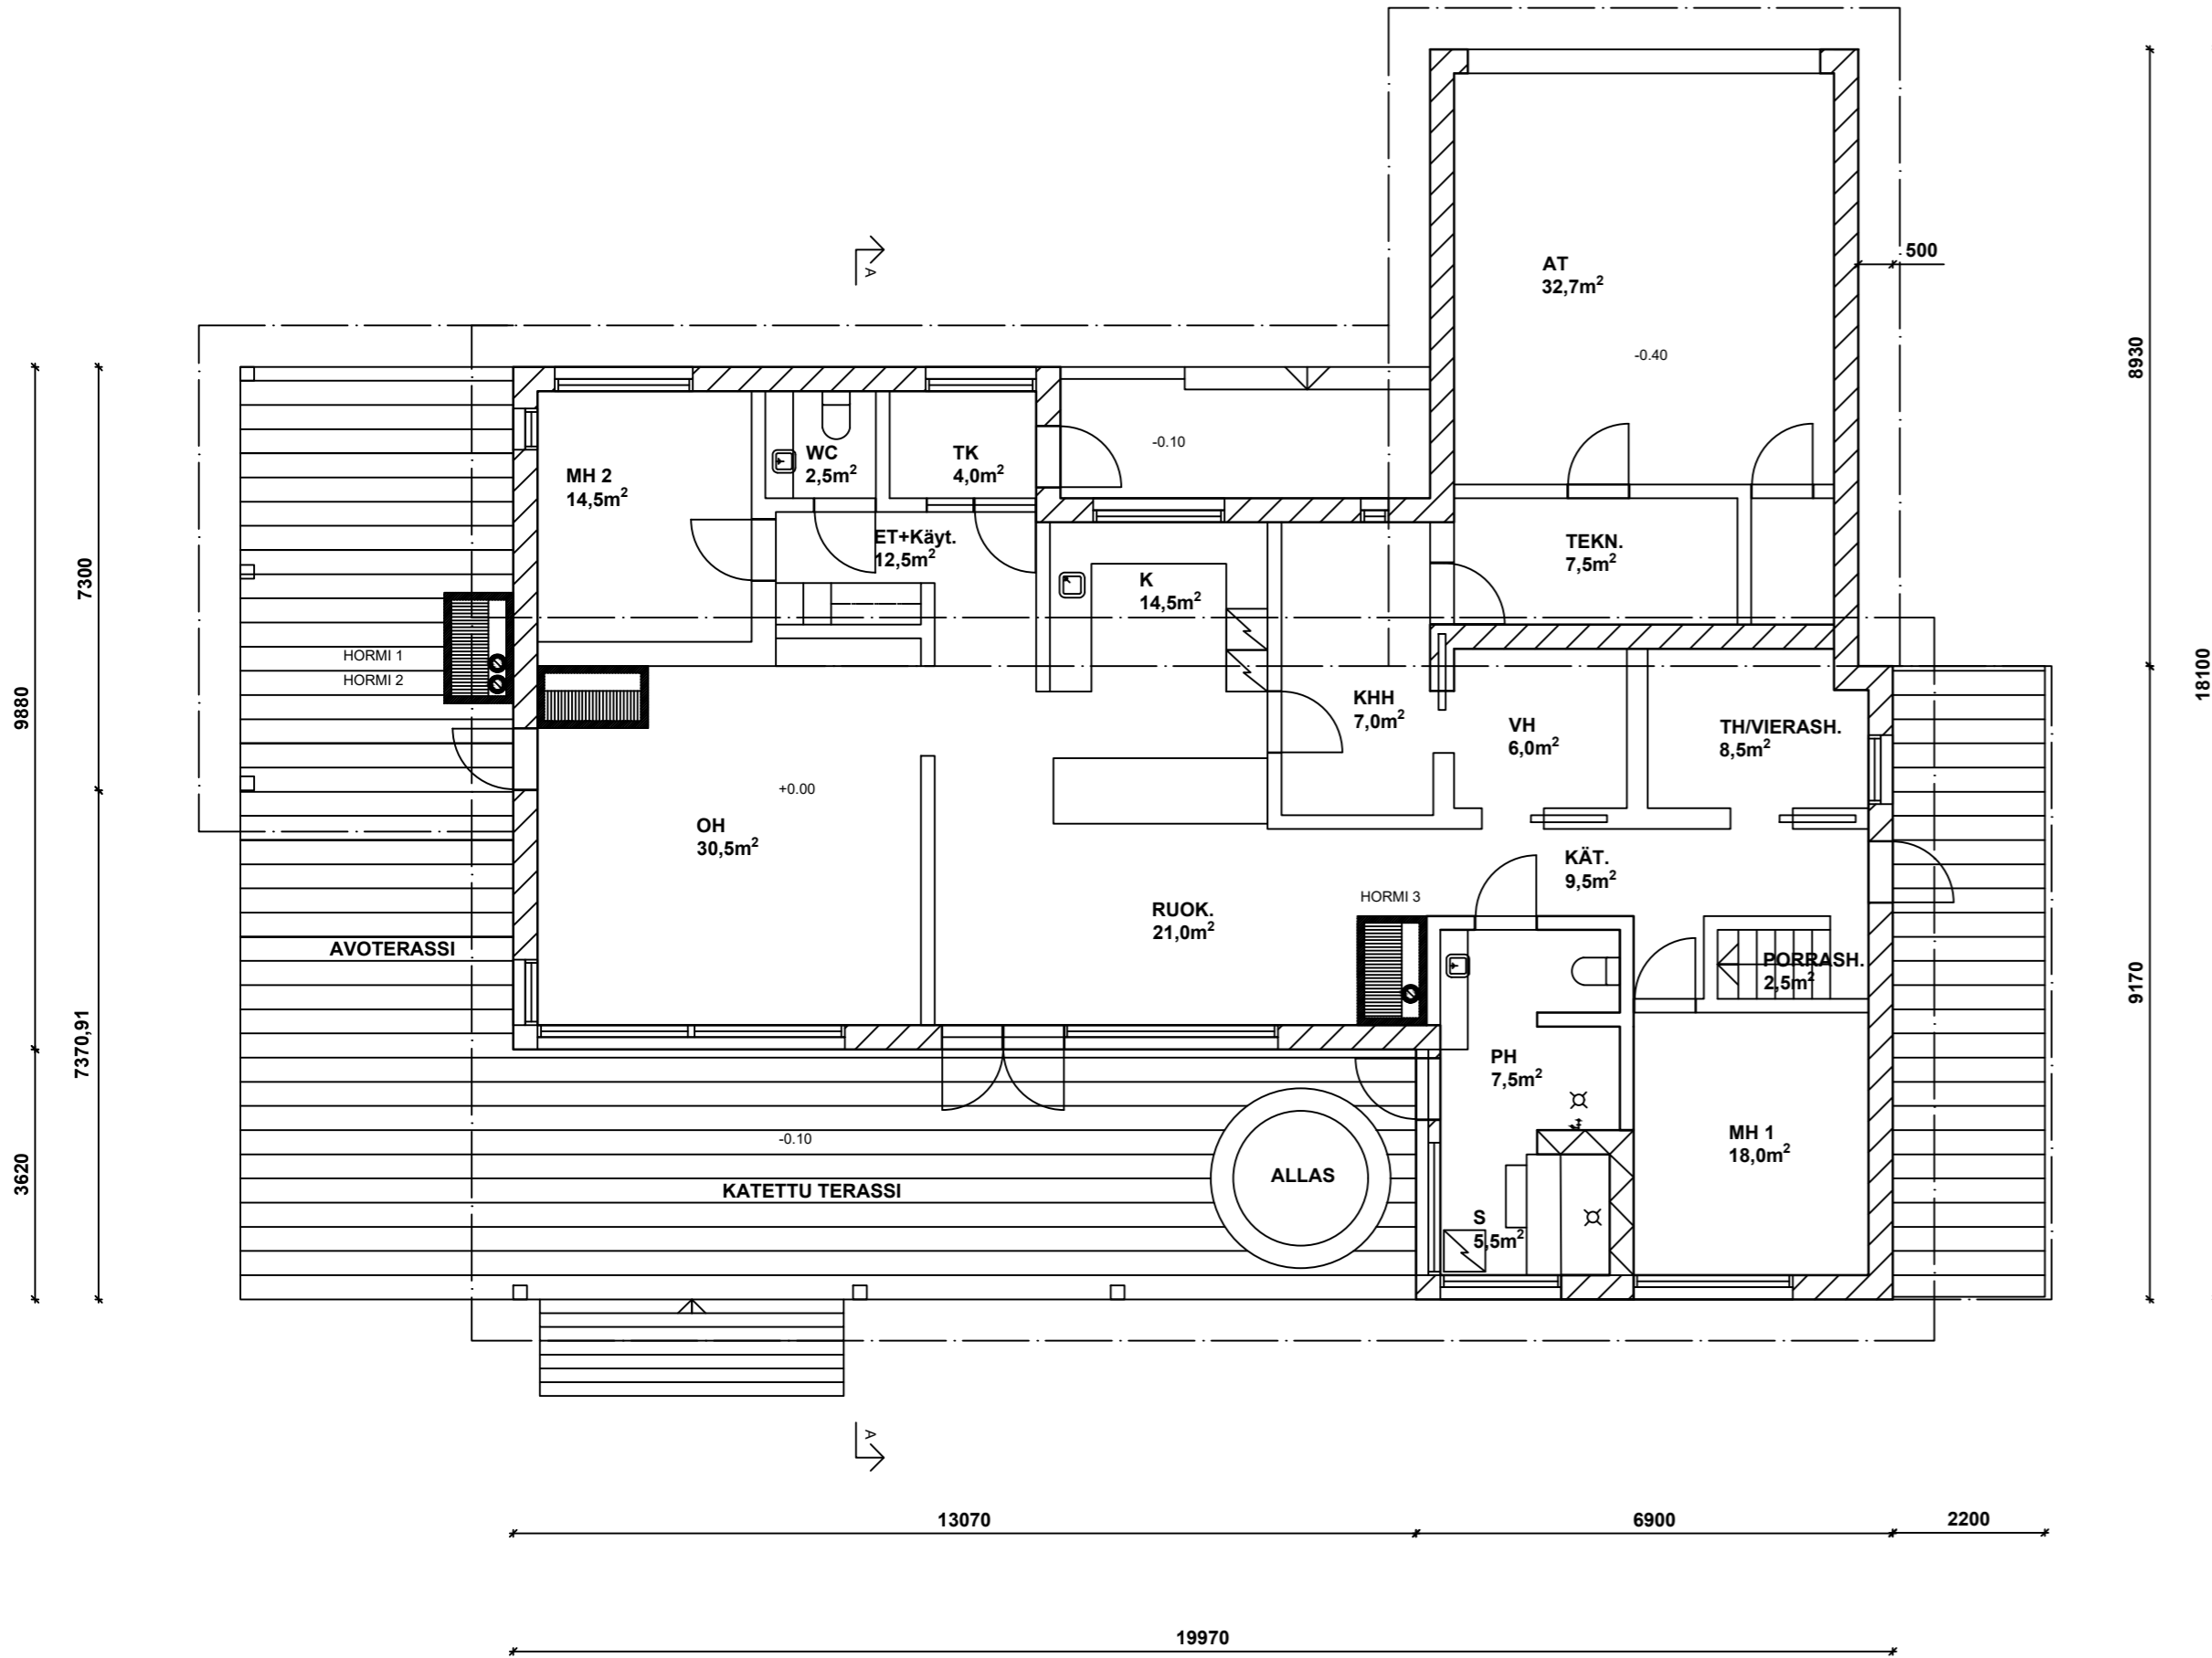 A
500
AT
32,7m²
-0.40
8930
-0.10
WC
2,5m²
TK
4,0m²
MH 2
14,5m²
ET+Käyt.
12,5m²
TEKN.
7,5m²
K
14,5m²
7300
HORMI 1
HORMI 2
9880
18100
KHH
7,0m²
VH
6,0m²
TH/VIERASH.
8,5m²
+0.00
OH
30,5m²
KÄT.
9,5m²
HORMI 3
RUOK.
21,0m²
AVOTERASSI
PORRASH.
2,5m²
9170
7370,91
PH
7,5m²
-0.10
MH 1
18,0m²
3620
KATETTU TERASSI
ALLAS
S
5,5m²
A
13070
6900
2200
19970